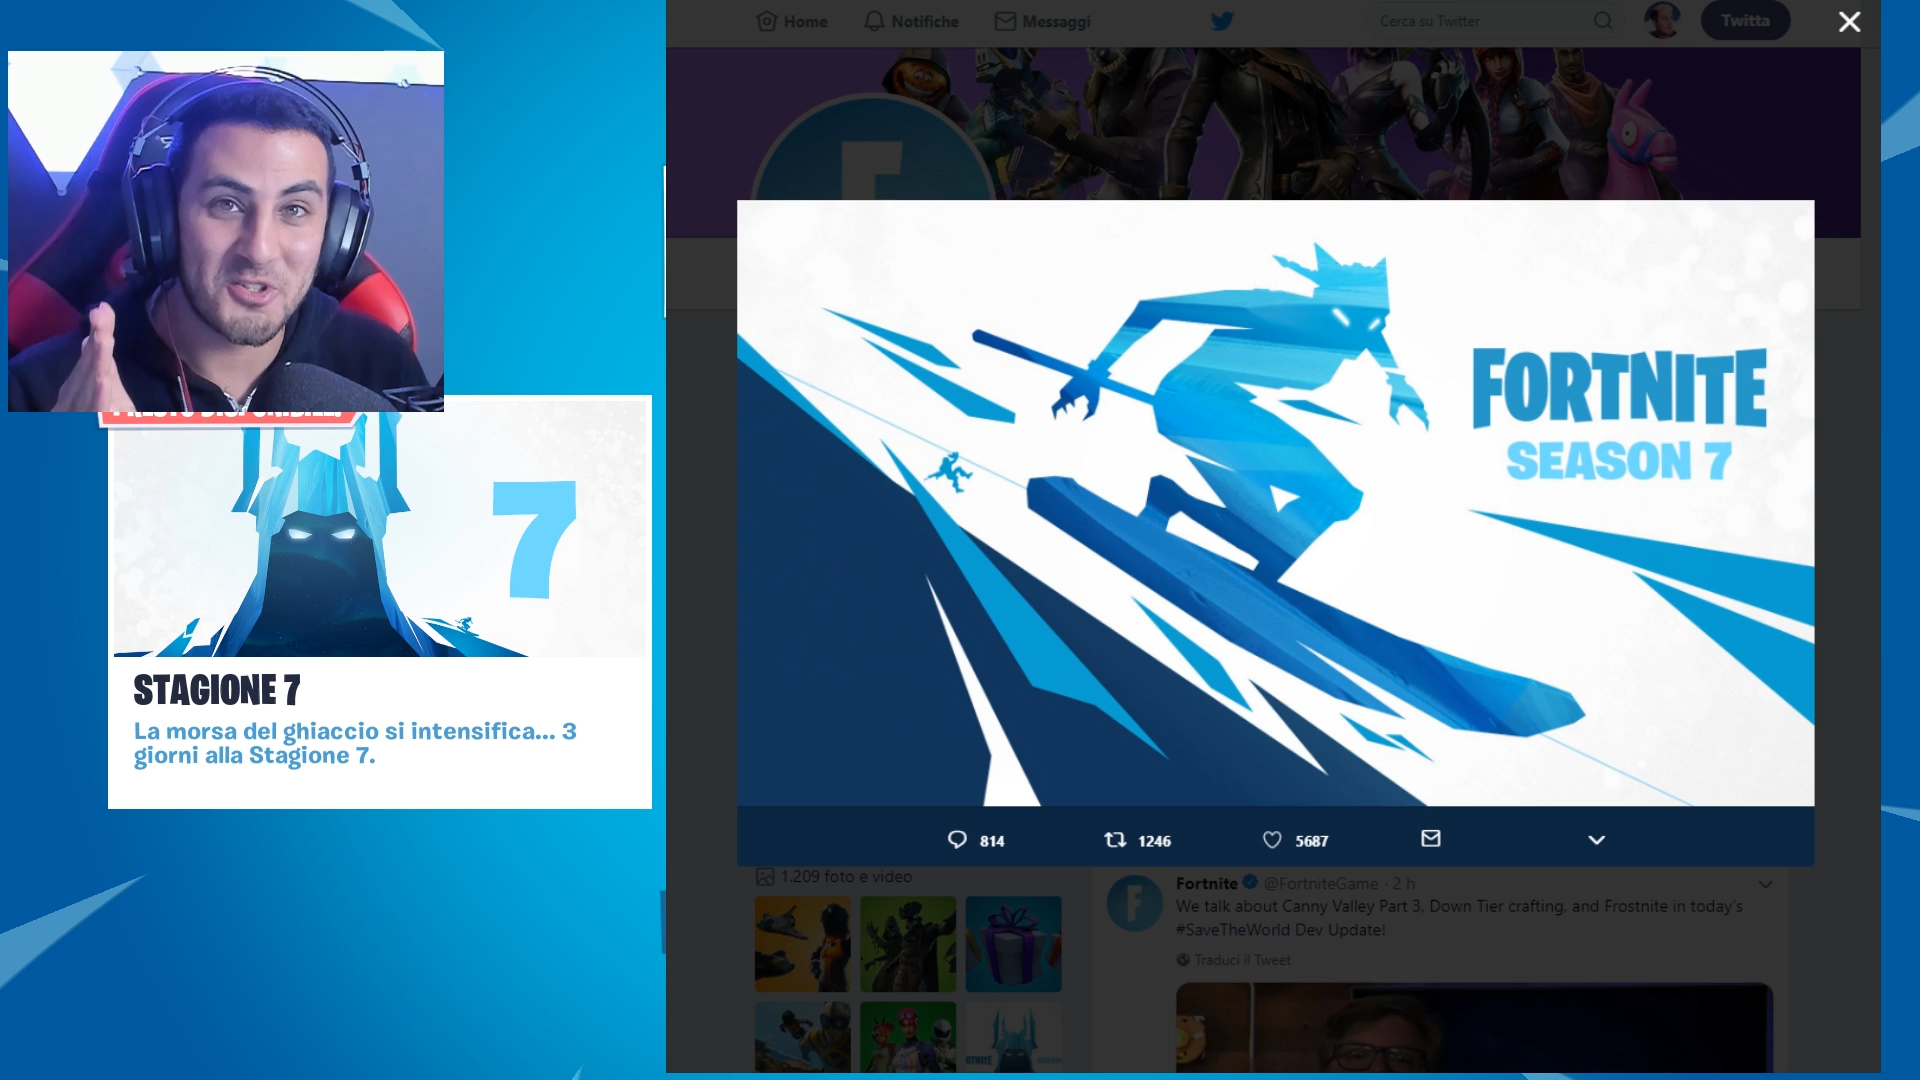 Home
Notifiche
Messaggi
Cerca su Twitter
Twitta
F
PRESTO DISPONIBILE!
7
STAGIONE 7
La morsa del ghiaccio si intensifica... 3
giorni alla Stagione 7.
FORTNITE
SEASON 7
814
1246
5687
1.209 foto e video
F
Fortnite @FortniteGame · 2 h
We talk about Canny Valley Part 3, Down Tier crafting, and Frostnite in today's
#SaveTheWorld Dev Update!
Traduci il Tweet